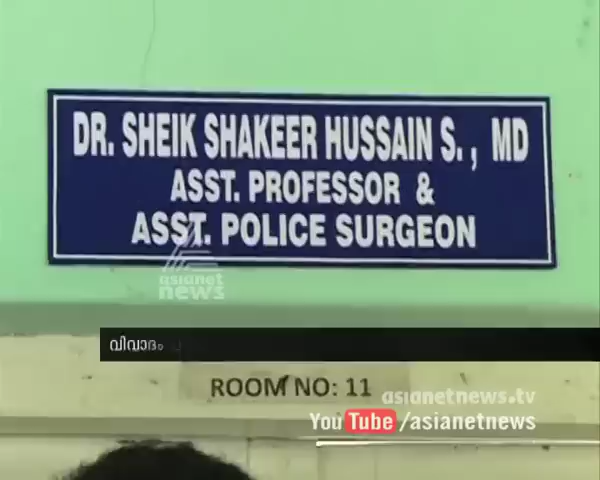 DR. SHEIK SHAKEER HUSSAIN S., MD
ASST. PROFESSOR &
ASST. POLICE SURGEON
asianet
news
വിവാദം
ROOM NO: 11
asianetnews.tv
YouTube/asianetnews